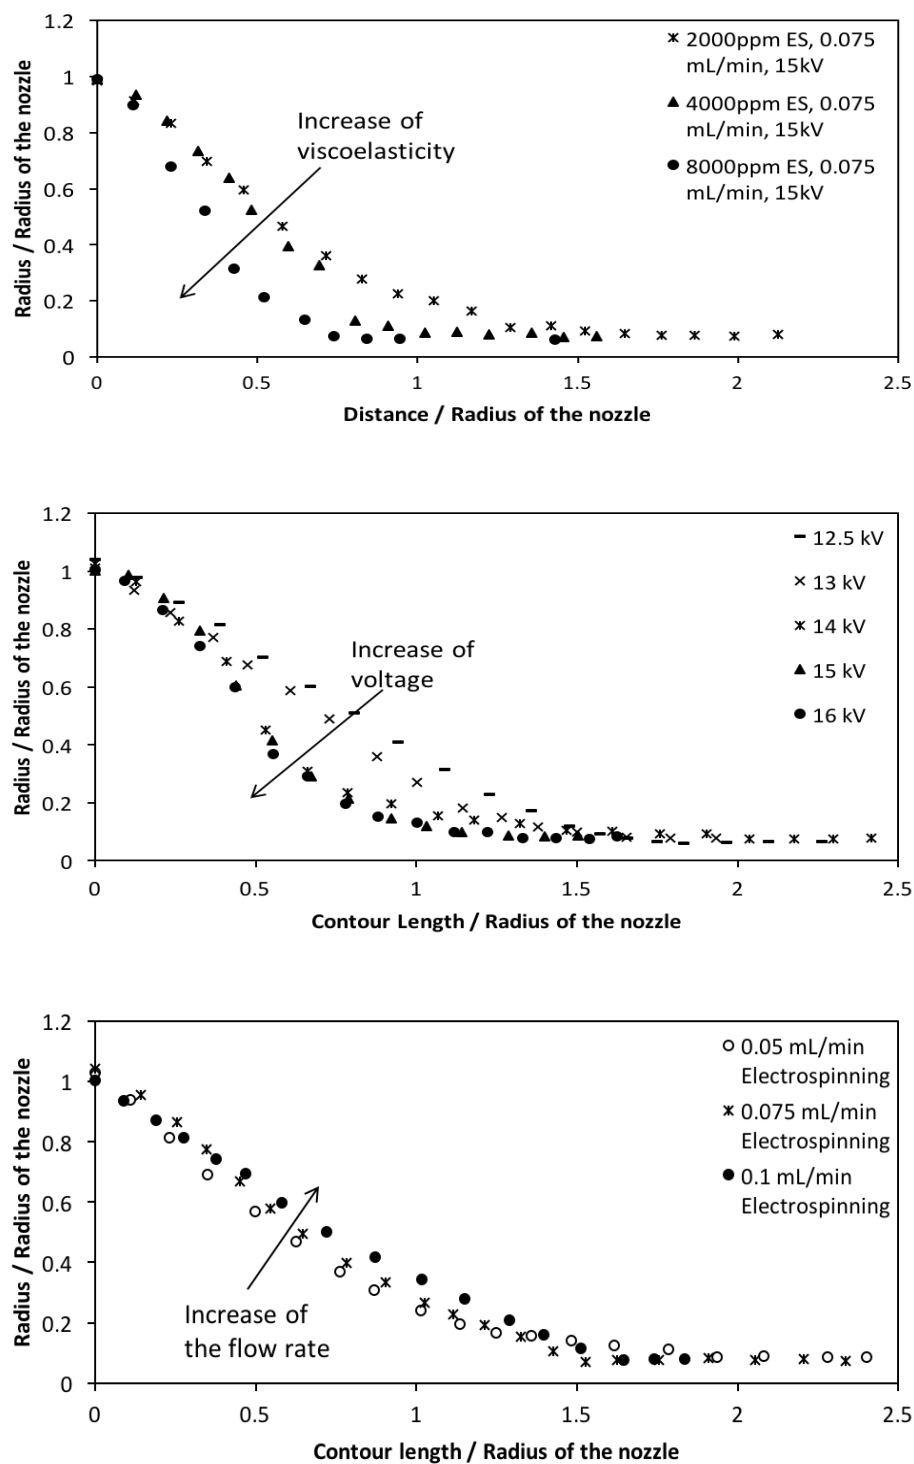 1.2
1
0.8
0.6
0.4
0.2
0
Radius / Radius of the nozzle
2000ppm ES, 0.075
mL/min, 15kV
4000ppm ES, 0.075
mL/min, 15kV
8000ppm ES, 0.075
mL/min, 15kV
Increase of
viscoelasticity
0 0.5 1 1.5 2 2.5
Distance / Radius of the nozzle
1.2
1
0.8
0.6
0.4
0.2
0
Radius / Radius of the nozzle
12.5 kV
13 kV
14 kV
15 kV
16 kV
Increase of
voltage
0 0.5 1 1.5 2 2.5
Contour Length / Radius of the nozzle
1.2
1
0.8
0.6
0.4
0.2
0
Radius / Radius of the nozzle
0.05 mL/min
Electrospinning
0.075 mL/min
Electrospinning
0.1 mL/min
Electrospinning
Increase of
the flow rate
0 0.5 1 1.5 2 2.5
Contour length / Radius of the nozzle